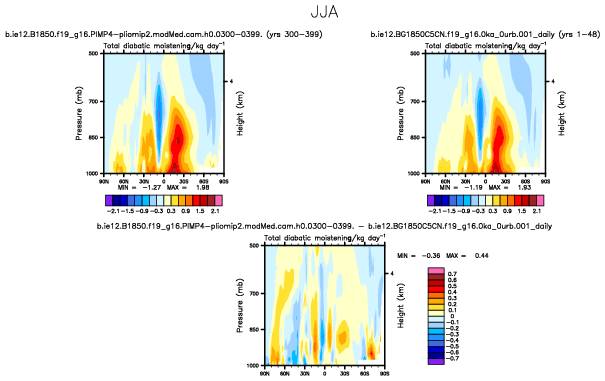 JJA
b.ie12.B1850.f19_g16.PIMP4-pliomip2.modMed.cam.h0.0300-0399. (yrs 300-399)
b.ie12.BG1850C5CN.f19_g16.0ka_0urb.001_daily (yrs 1-48)
Total diabatic moistening/kg day⁻¹
Total diabatic moistening/kg day⁻¹
500
700
850
1000
Pressure (mb)
4
Height (km)
90N 60N 30N 0 30S 60S 90S
MIN = -1.27 MAX = 1.98
-2.1 -1.5 -0.9 -0.3 0.3 0.9 1.5 2.1
500
700
850
1000
Pressure (mb)
4
Height (km)
90N 60N 30N 0 30S 60S 90S
MIN = -1.19 MAX = 1.93
-2.1 -1.5 -0.9 -0.3 0.3 0.9 1.5 2.1
b.ie12.B1850.f19_g16.PIMP4-pliomip2.modMed.cam.h0.0300-0399. - b.ie12.BG1850C5CN.f19_g16.0ka_0urb.001_daily
Total diabatic moistening/kg day⁻¹
500
700
850
1000
Pressure (mb)
4
Height (km)
90N 60N 30N 0 30S 60S 90S
MIN = -0.36 MAX = 0.44
0.7
0.6
0.5
0.4
0.3
0.2
0.1
0
-0.1
-0.2
-0.3
-0.4
-0.5
-0.6
-0.7